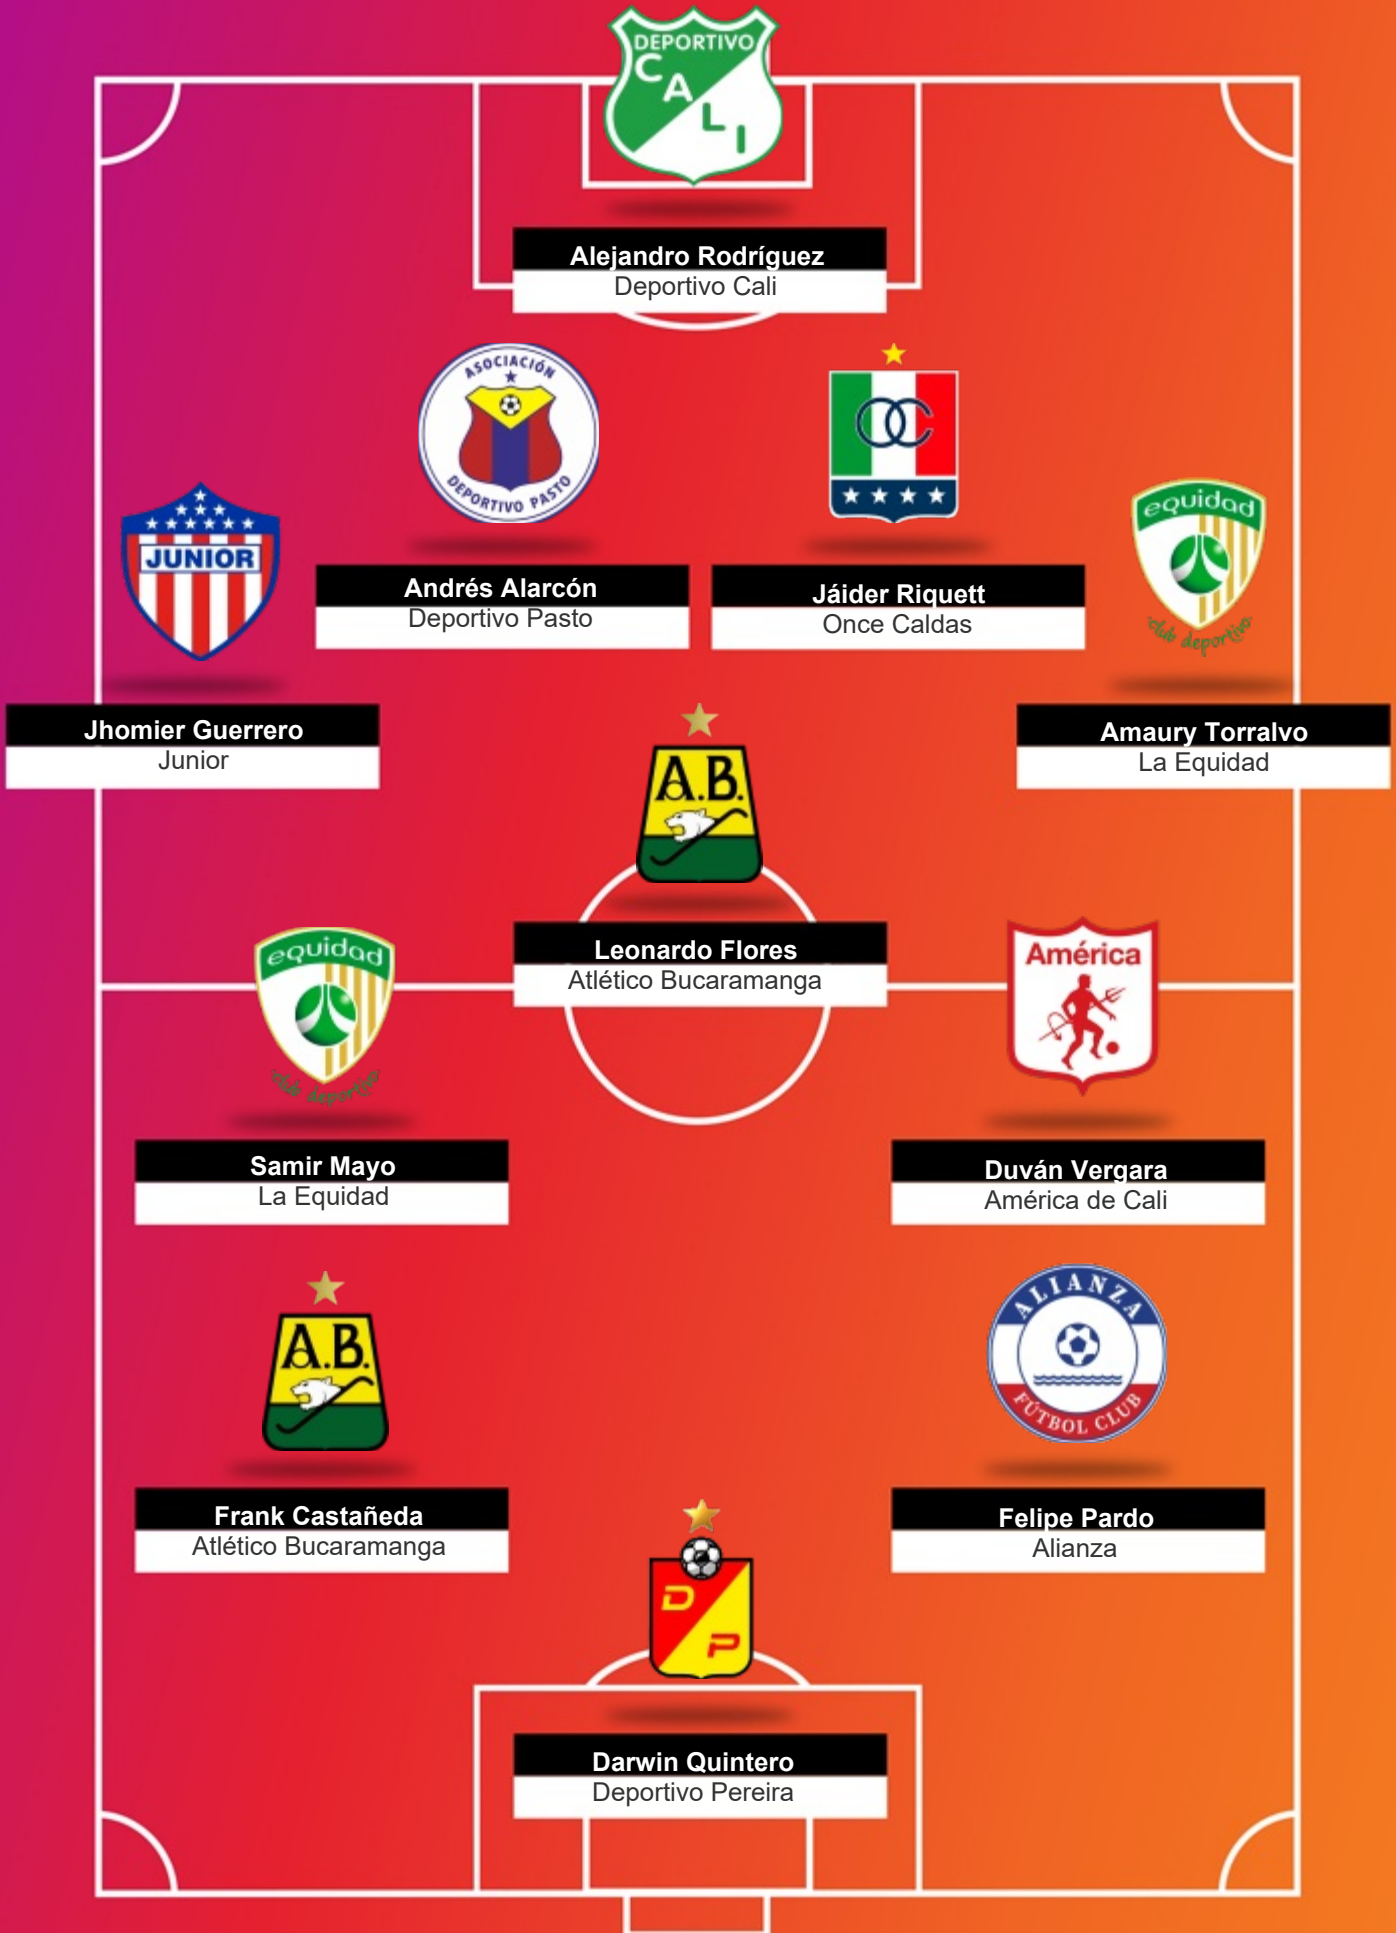 DEPORTIVO
CALI
Alejandro Rodríguez
Deportivo Cali
ASOCIACIÓN
DEPORTIVO PASTO
Andrés Alarcón
Deportivo Pasto
OC
Jáider Riquett
Once Caldas
JUNIOR
Jhomier Guerrero
Junior
equidad
club deportivo
Amaury Torralvo
La Equidad
A.B.
Leonardo Flores
Atlético Bucaramanga
equidad
club deportivo
Samir Mayo
La Equidad
América
Duván Vergara
América de Cali
A.B.
Frank Castañeda
Atlético Bucaramanga
ALIANZA
FÚTBOL CLUB
Felipe Pardo
Alianza
D
P
Darwin Quintero
Deportivo Pereira